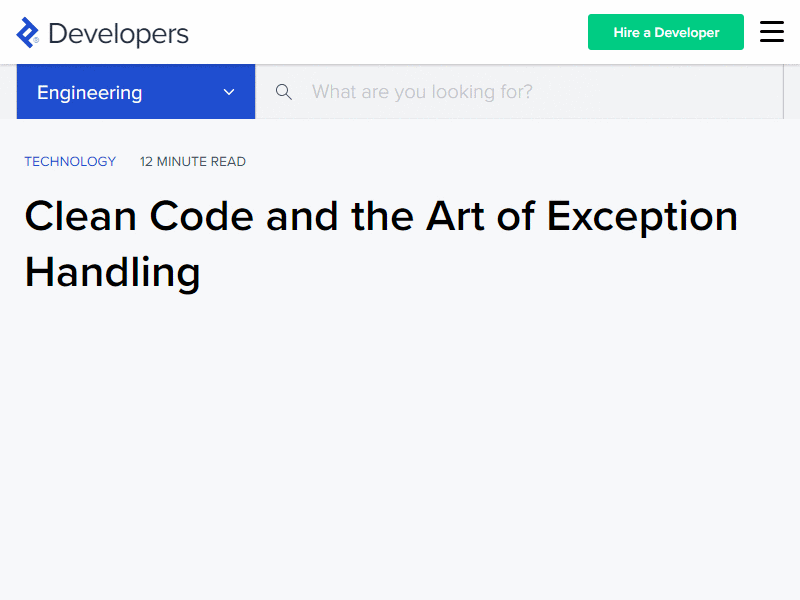 Developers
Hire a Developer
Engineering
What are you looking for?
TECHNOLOGY 12 MINUTE READ
Clean Code and the Art of Exception
Handling